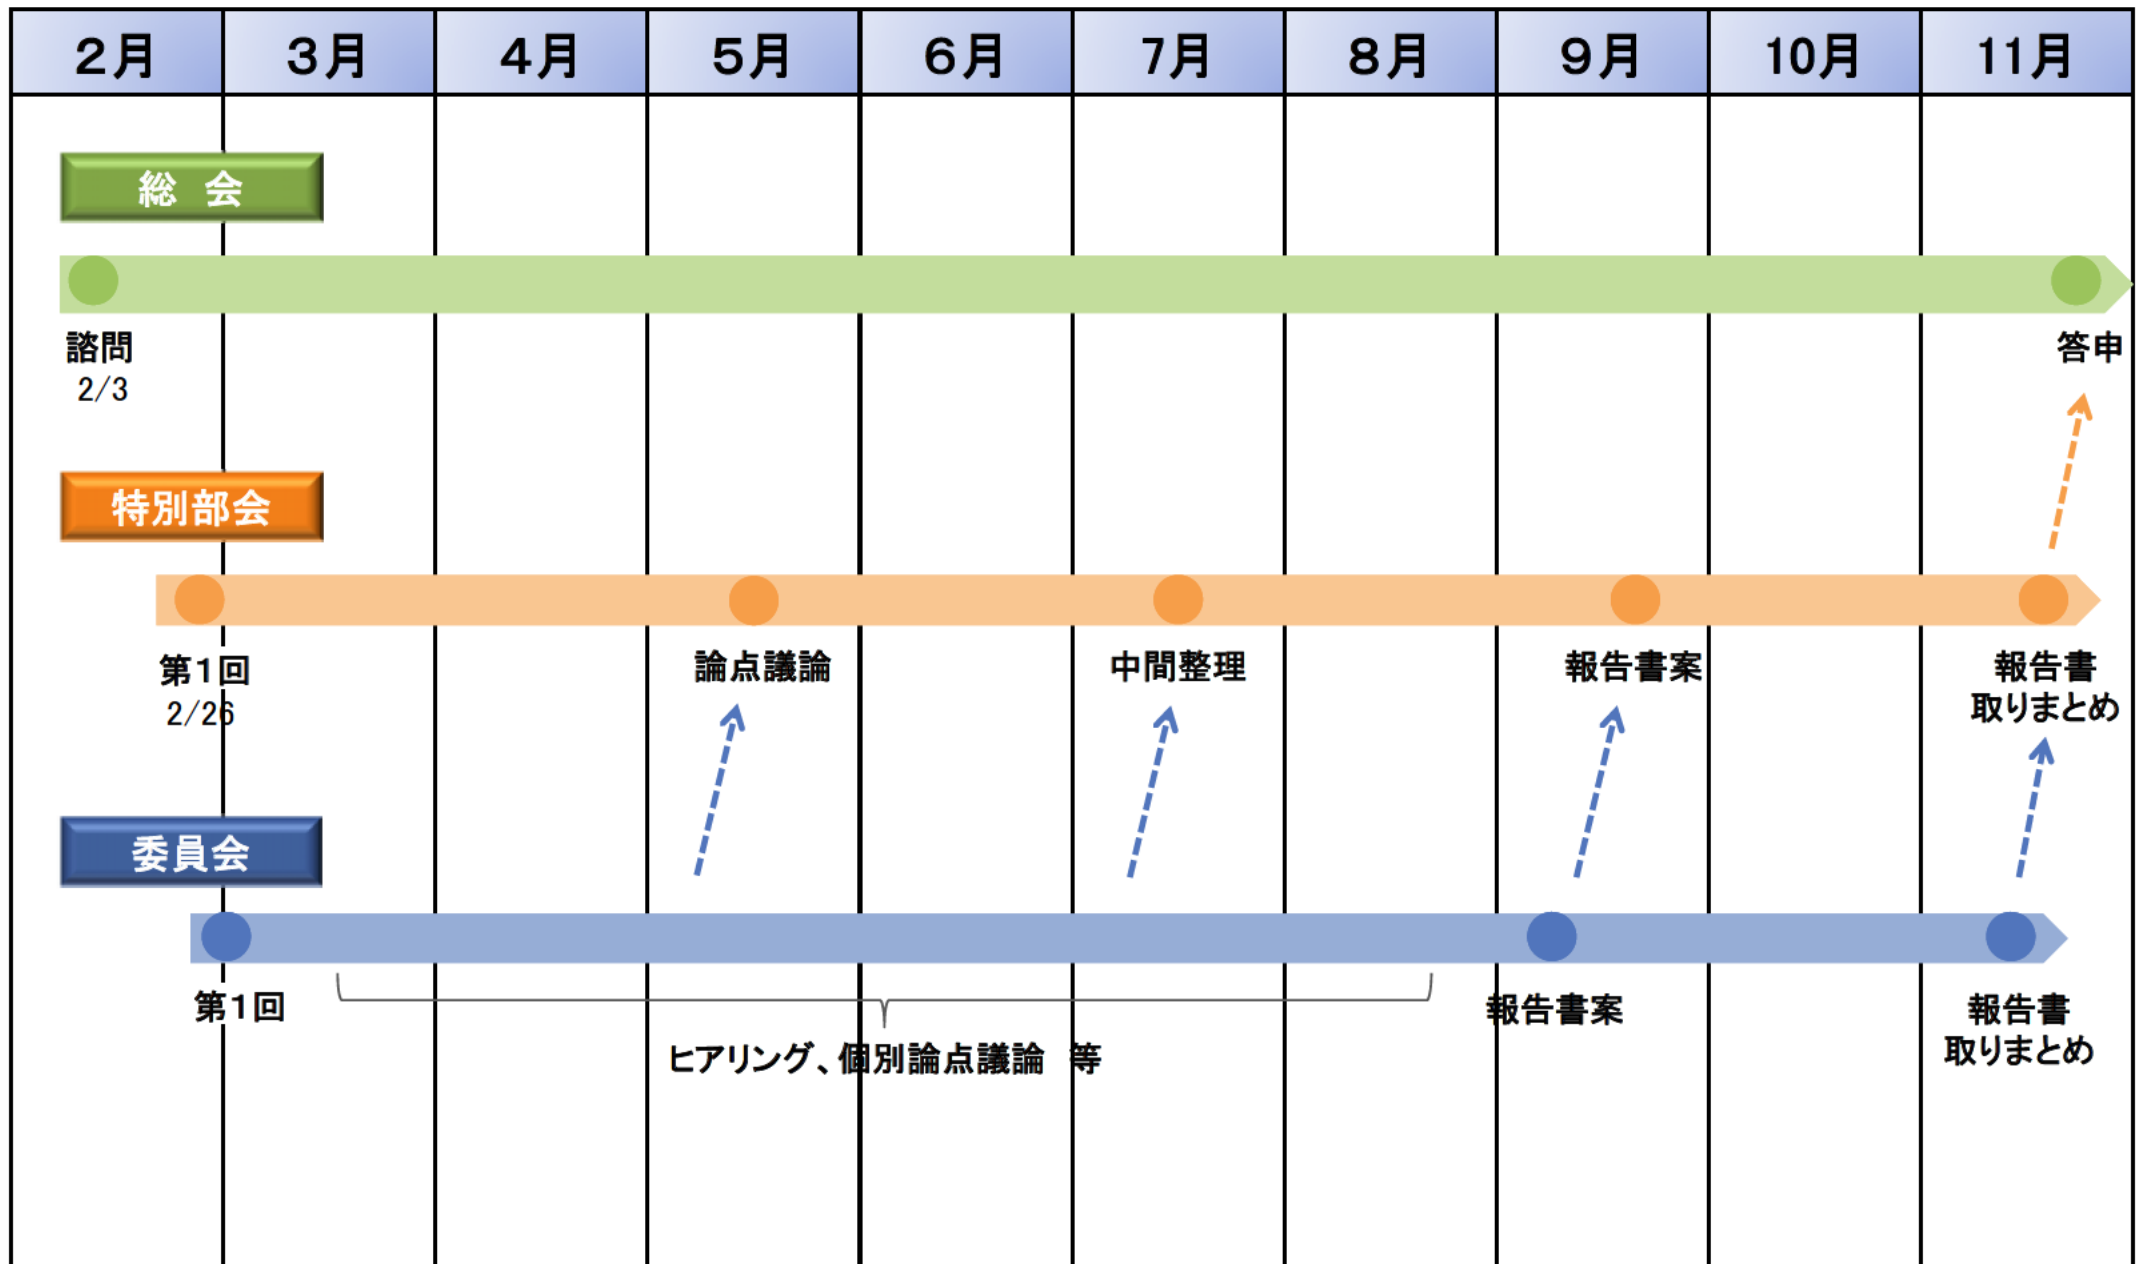 2月 3月 4月 5月 6月 7月 8月 9月 10月 11月
総 会
諮問
2/3
答申
特別部会
第1回
2/26
論点議論
中間整理
報告書案
報告書
取りまとめ
委員会
第1回
ヒアリング、個別論点議論 等
報告書案
報告書
取りまとめ